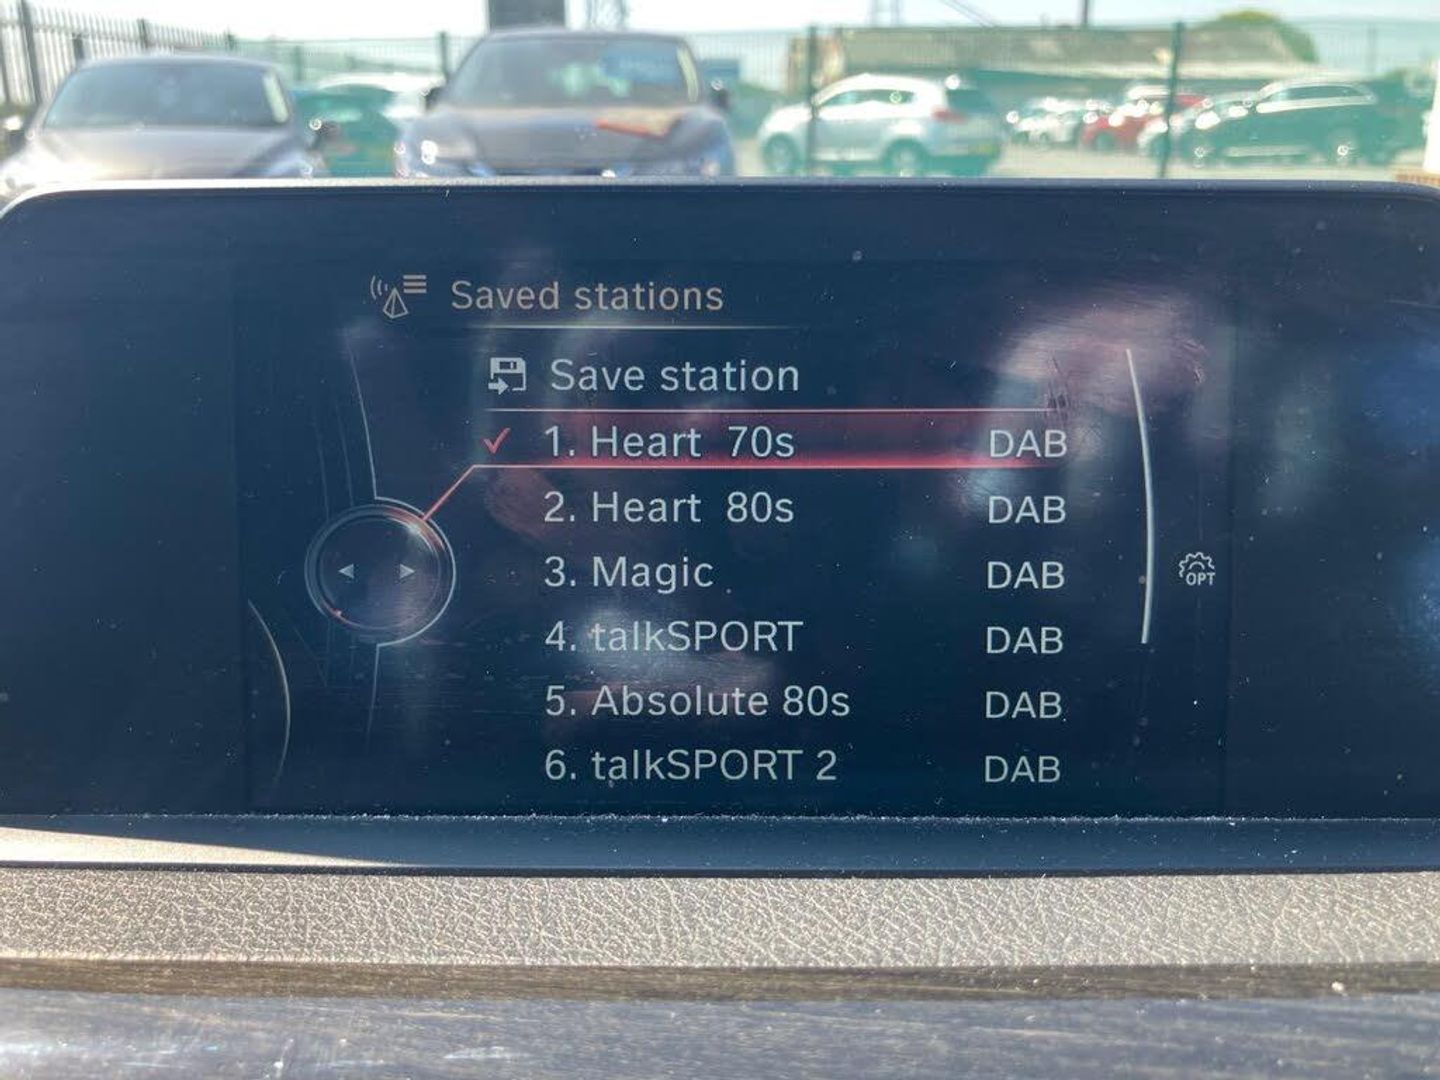 Saved stations
Save station
1. Heart 70s DAB
2. Heart 80s DAB
3. Magic DAB
4. talkSPORT DAB
OPT
5. Absolute 80s DAB
6. talkSPORT 2 DAB